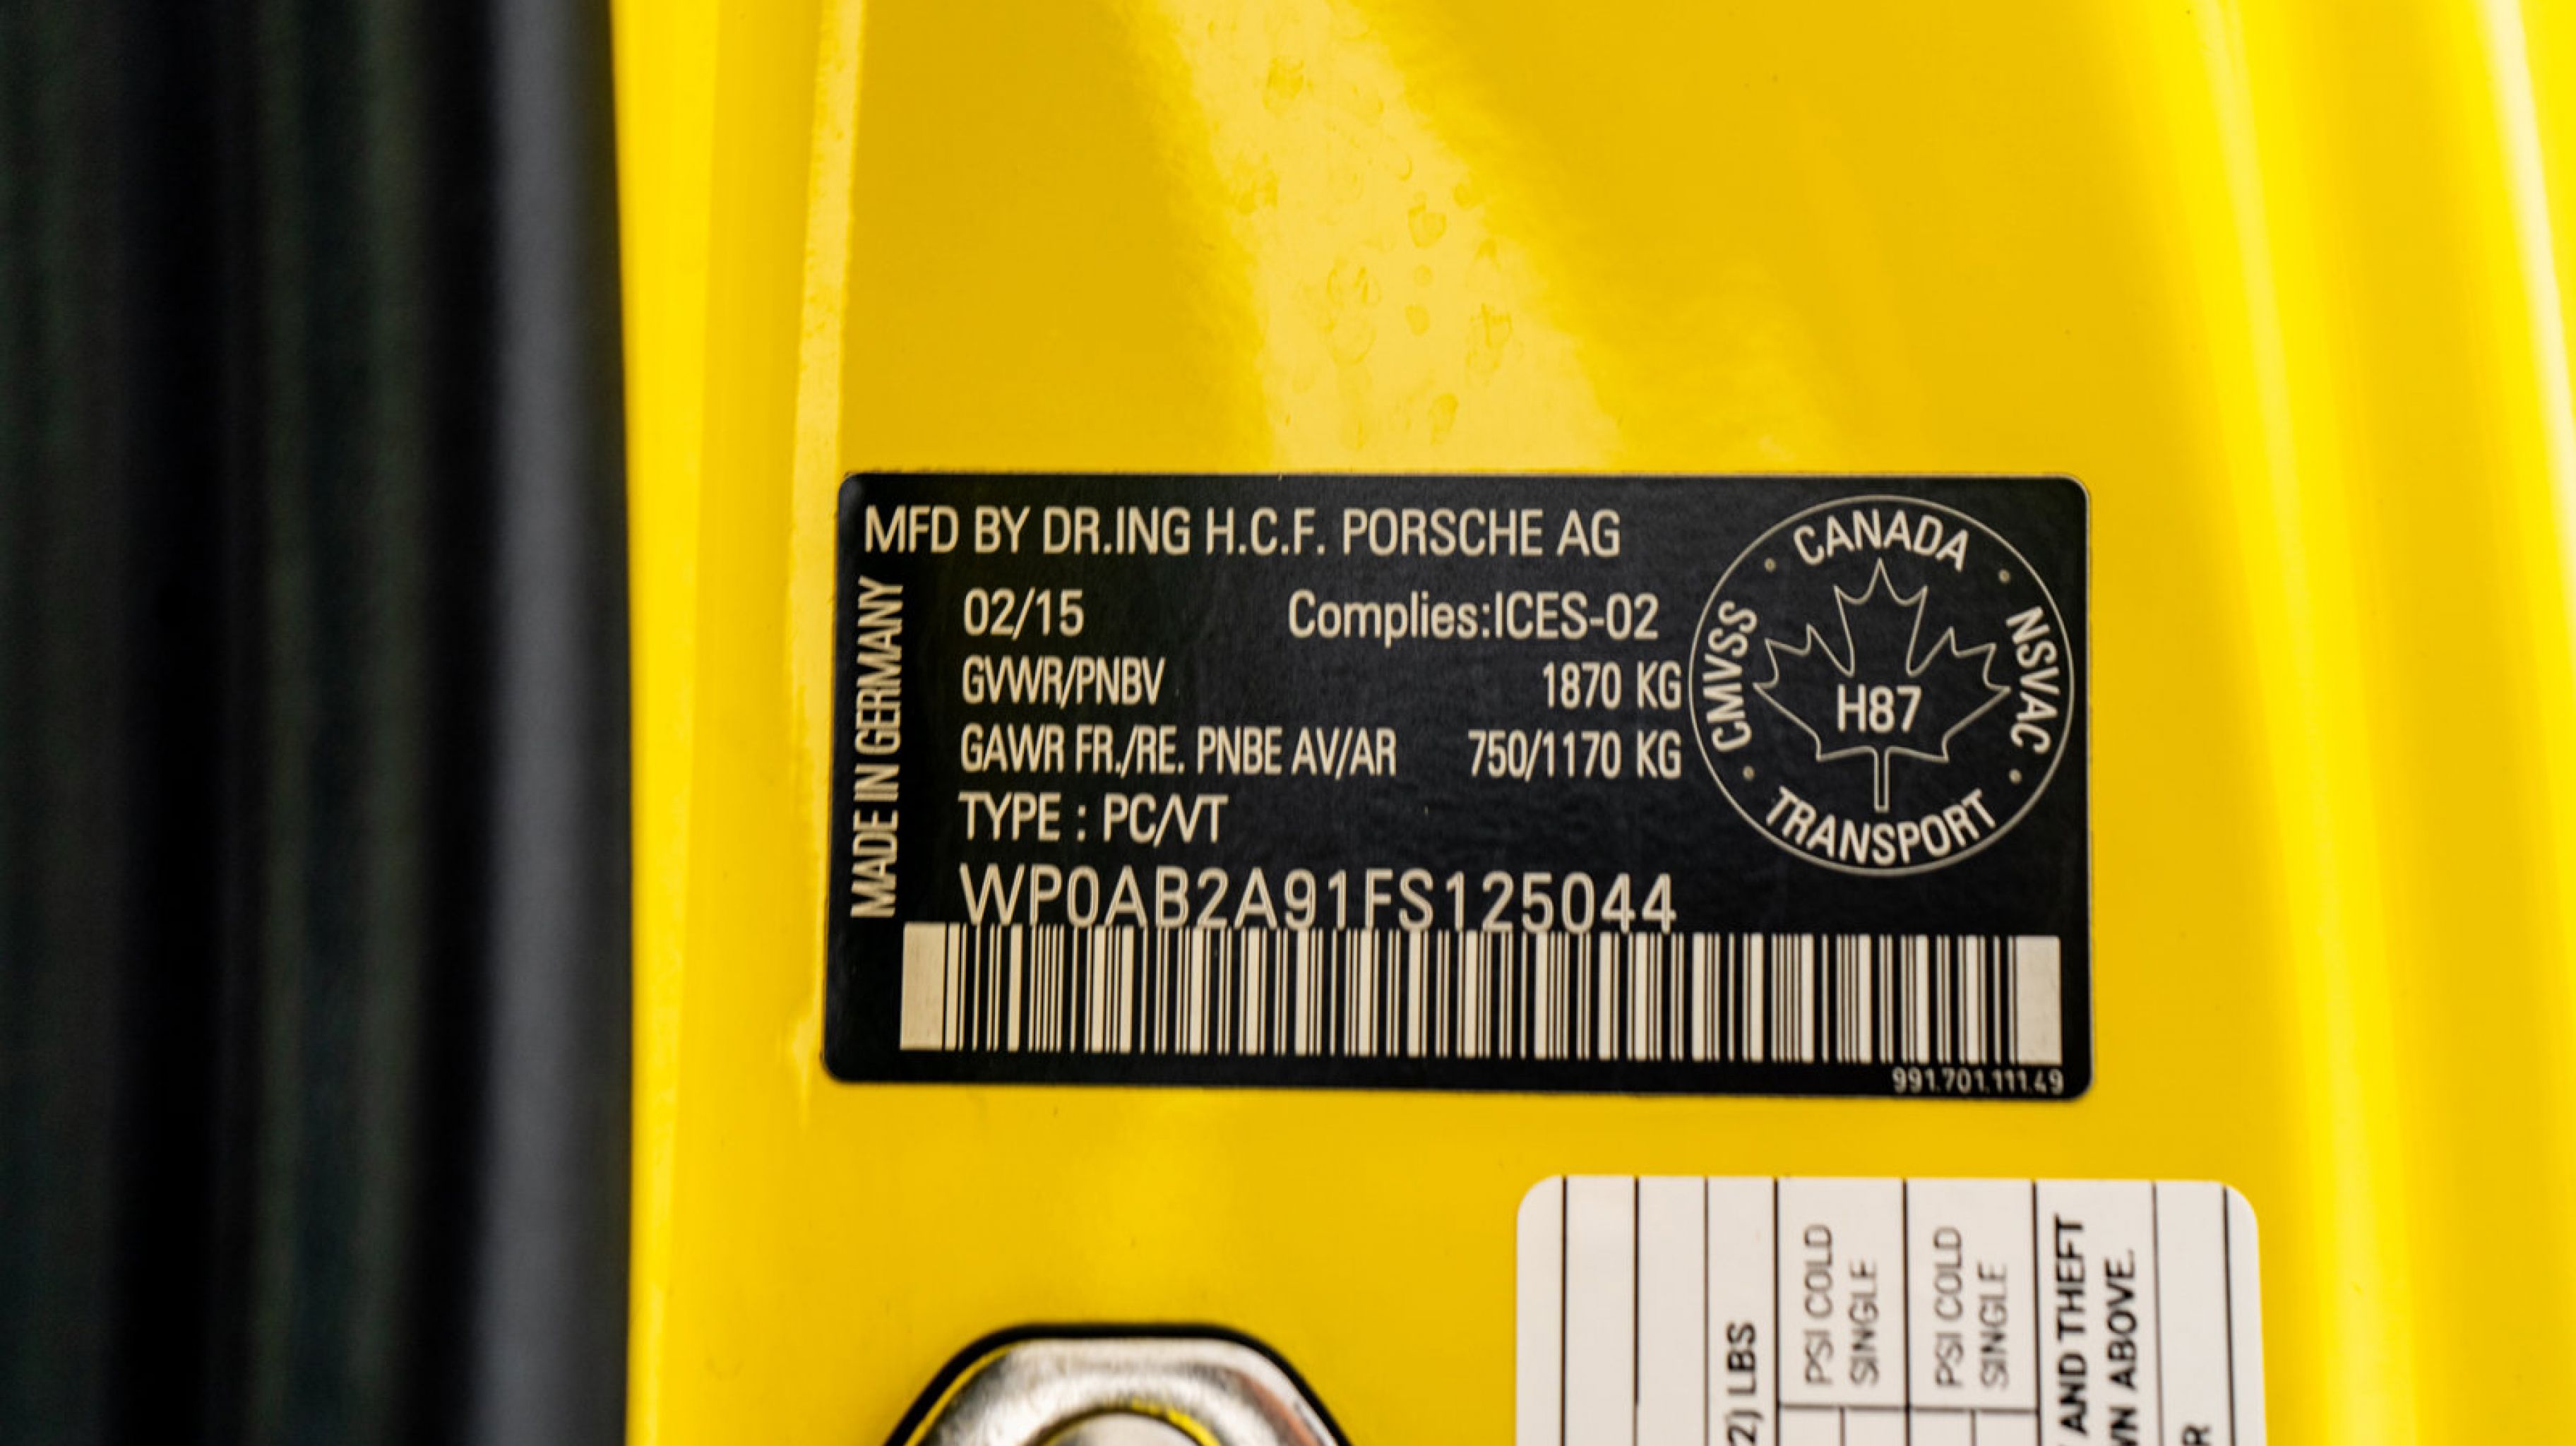 MFD BY DR.ING H.C.F. PORSCHE AG
MADE IN GERMANY
02/15 Complies:ICES-02
GVWR/PNBV 1870 KG
GAWR FR./RE. PNBE AV/AR 750/1170 KG
TYPE : PC/VT
WP0AB2A91FS125044
CANADA
CMVSS
NSVAC
H87
TRANSPORT
991.701.111.49
2) LBS
PSI COLD
SINGLE
PSI COLD
SINGLE
AND THEFT
WN ABOVE.
R